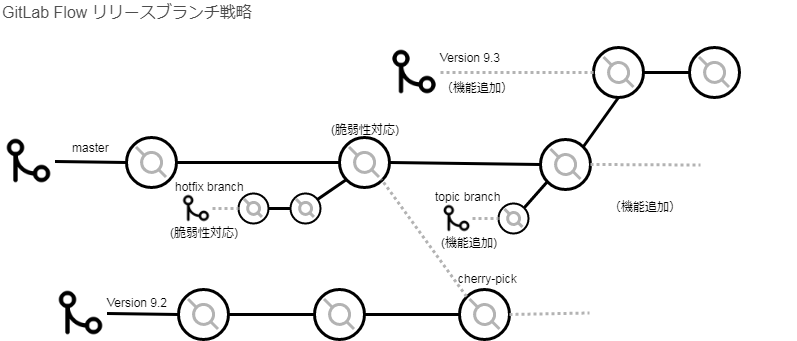 GitLab Flow リリースブランチ戦略
Version 9.3
（機能追加）
(脆弱性対応)
master
hotfix branch
(脆弱性対応)
topic branch
(機能追加)
（機能追加）
cherry-pick
Version 9.2